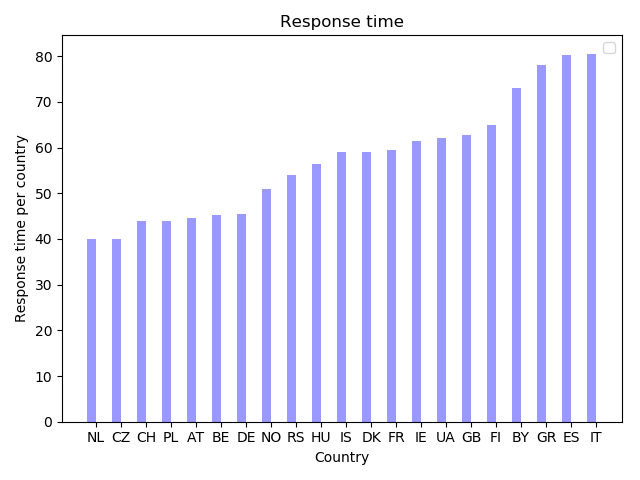 Response time
Response time per country
80
70
60
50
40
30
20
10
0
NL CZ CH PL AT BE DE NO RS HU IS DK FR IE UA GB FI BY GR ES IT
Country